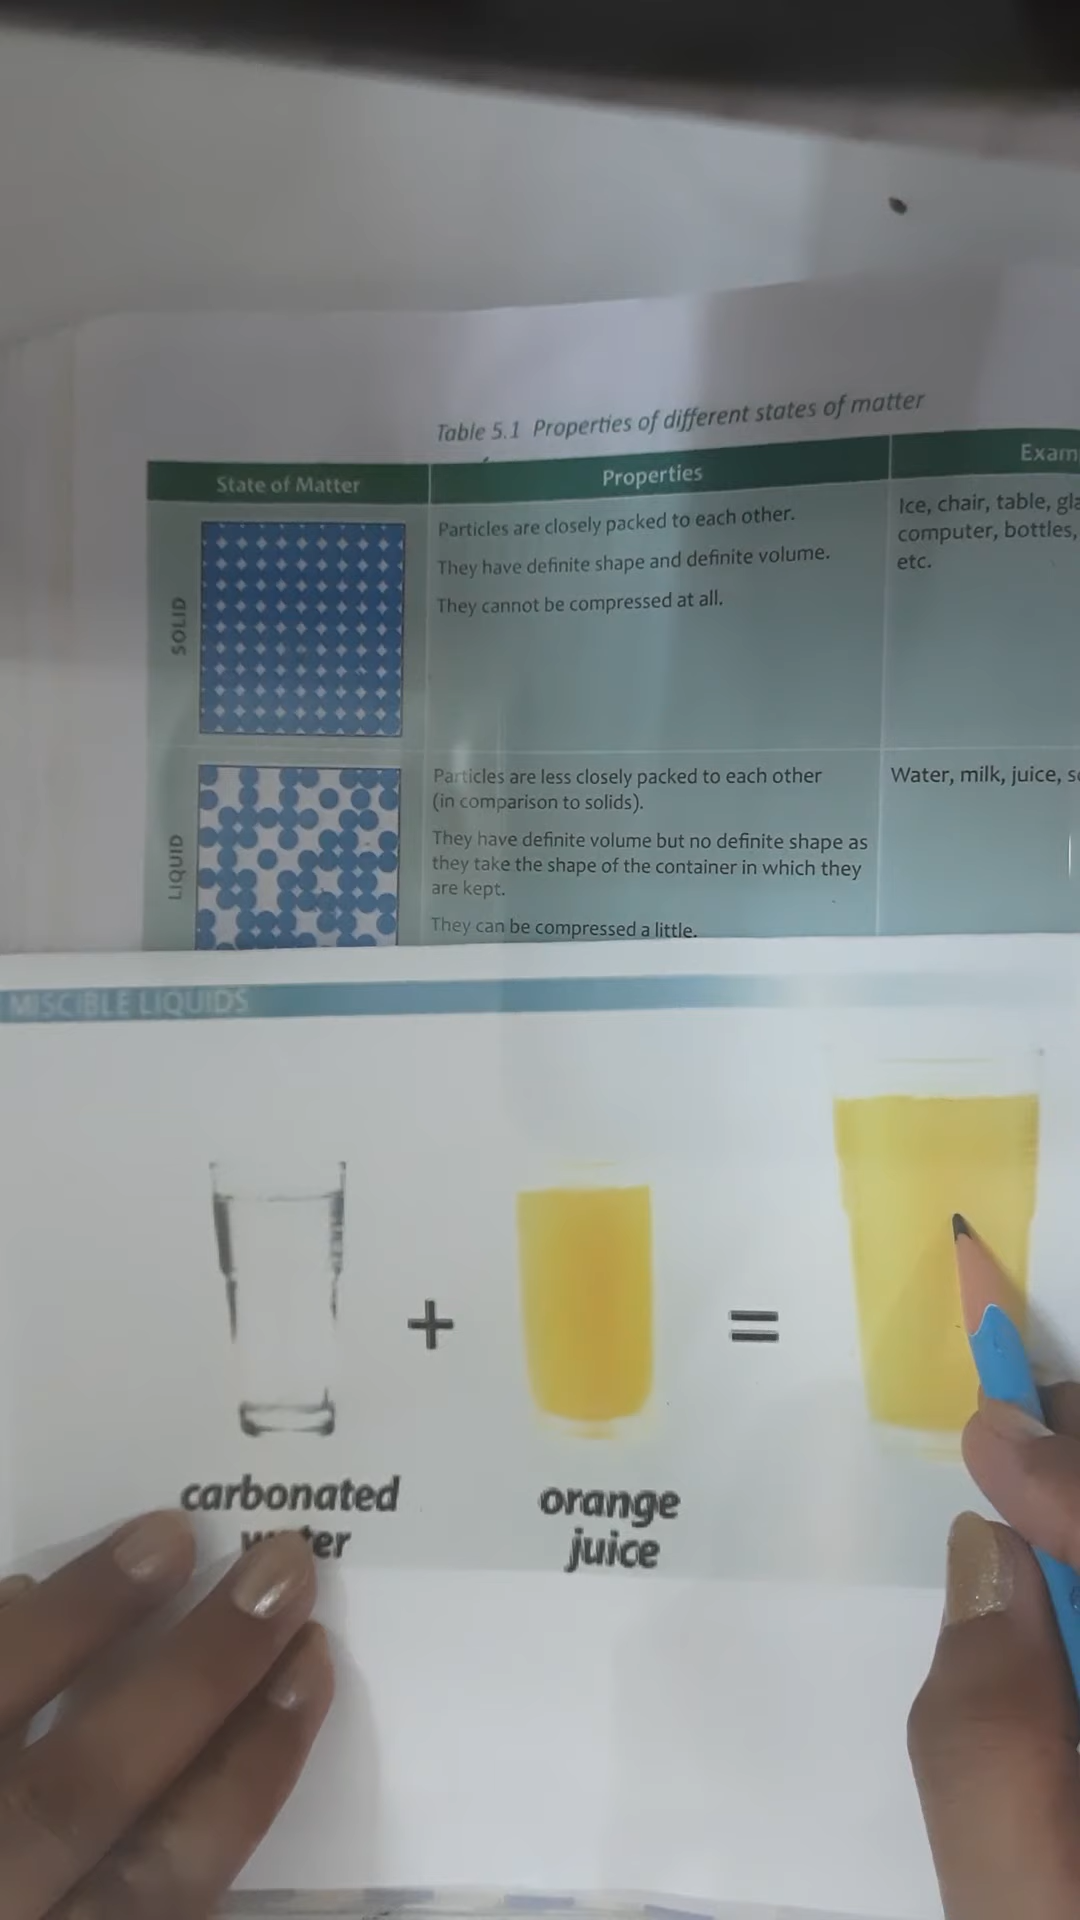 Table 5.1 Properties of different states of matter
State of Matter
Properties
Exam
SOLID
Particles are closely packed to each other.
They have definite shape and definite volume.
They cannot be compressed at all.
Ice, chair, table, gla
computer, bottles,
etc.
LIQUID
Particles are less closely packed to each other
(in comparison to solids).
They have definite volume but no definite shape as
they take the shape of the container in which they
are kept.
They can be compressed a little.
Water, milk, juice, s
MISCIBLE LIQUIDS
+
=
carbonated
water
orange
juice